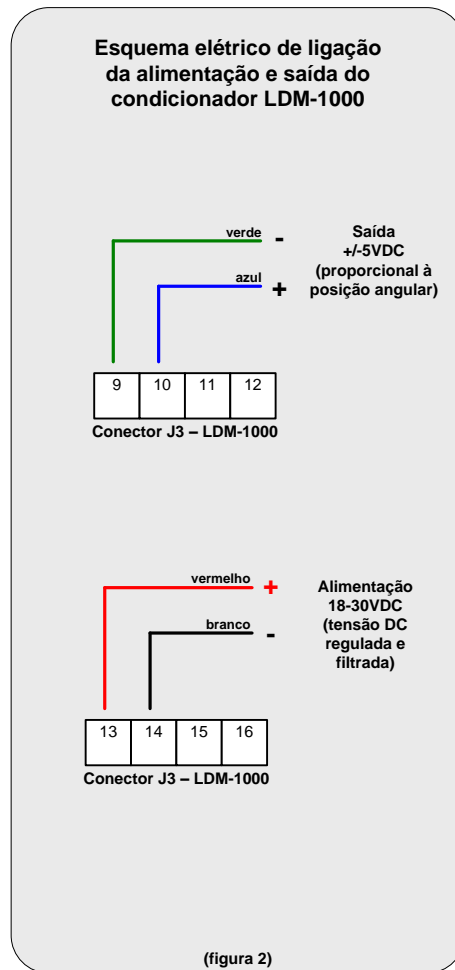 Esquema elétrico de ligação
da alimentação e saída do
condicionador LDM-1000
verde -
azul +
Saída
+/-5VDC
(proporcional à
posição angular)
9 10 11 12
Conector J3 – LDM-1000
vermelho +
branco -
Alimentação
18-30VDC
(tensão DC
regulada e
filtrada)
13 14 15 16
Conector J3 – LDM-1000
(figura 2)